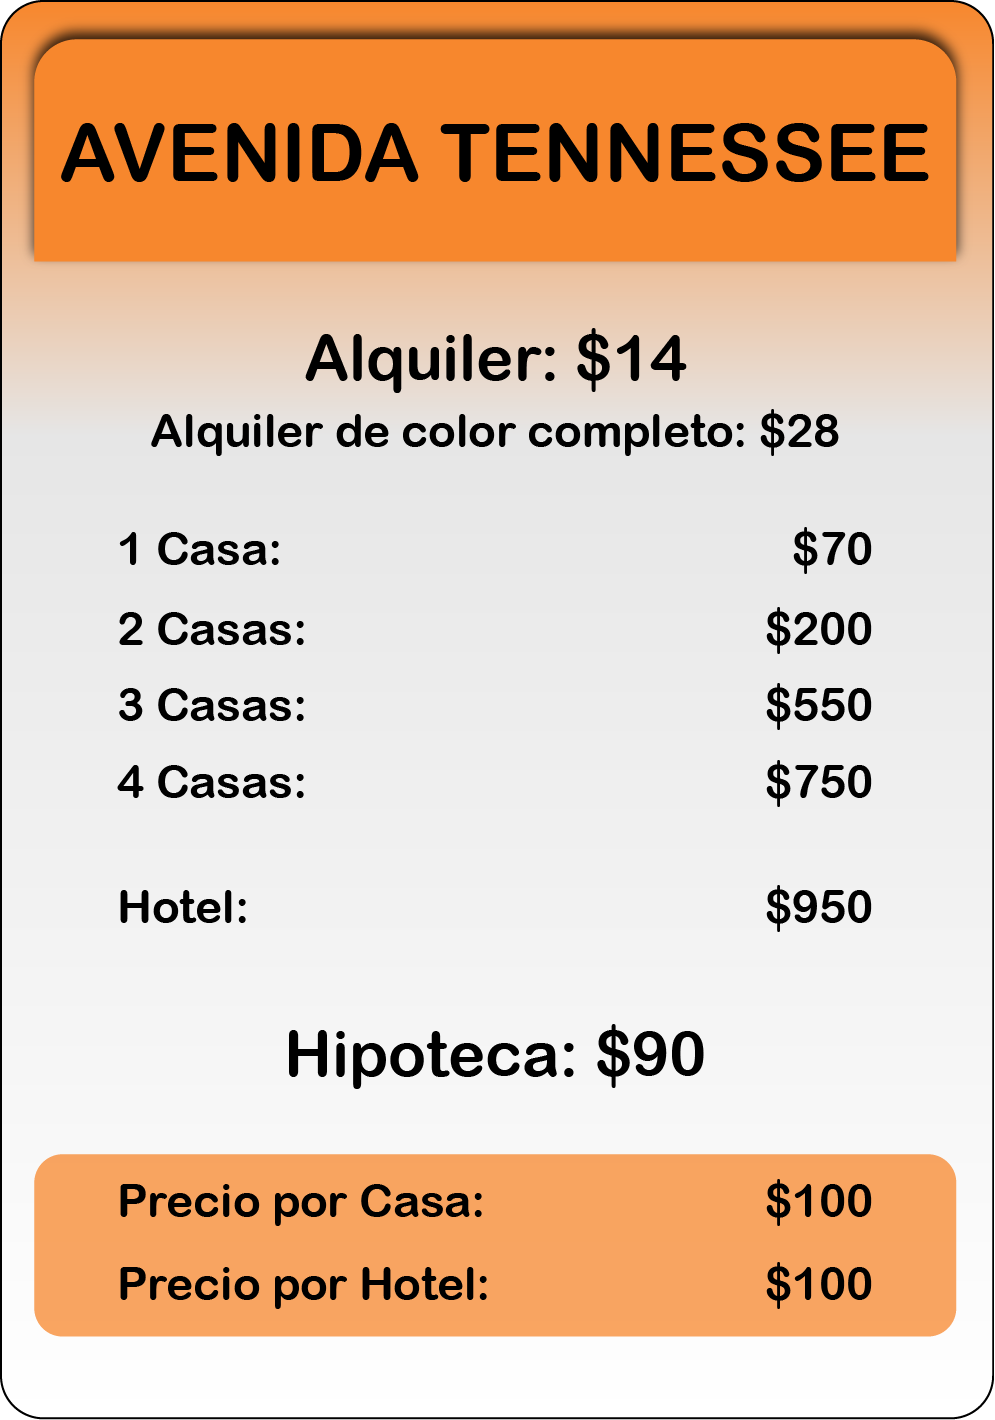 AVENIDA TENNESSEE
Alquiler: $14
Alquiler de color completo: $28
1 Casa: $70
2 Casas: $200
3 Casas: $550
4 Casas: $750
Hotel: $950
Hipoteca: $90
Precio por Casa: $100
Precio por Hotel: $100